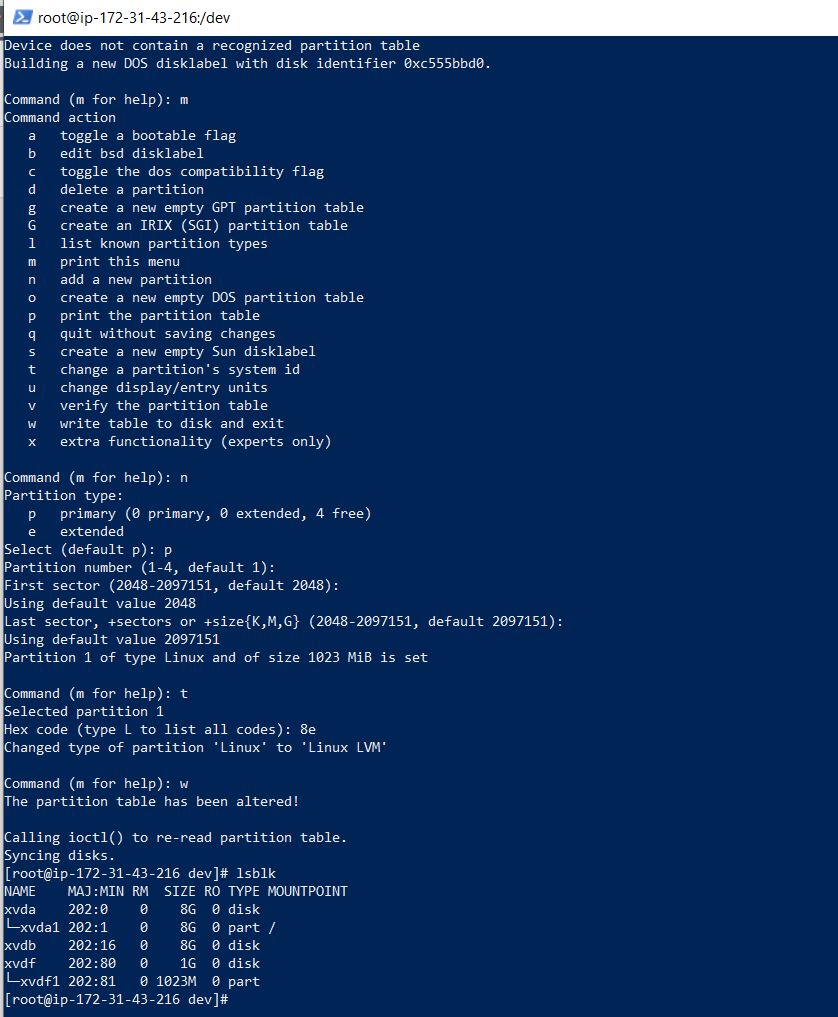 root@ip-172-31-43-216:/dev
Device does not contain a recognized partition table
Building a new DOS disklabel with disk identifier 0xc555bbd0.
Command (m for help): m
Command action
a   toggle a bootable flag
b   edit bsd disklabel
c   toggle the dos compatibility flag
d   delete a partition
g   create a new empty GPT partition table
G   create an IRIX (SGI) partition table
l   list known partition types
m   print this menu
n   add a new partition
o   create a new empty DOS partition table
p   print the partition table
q   quit without saving changes
s   create a new empty Sun disklabel
t   change a partition's system id
u   change display/entry units
v   verify the partition table
w   write table to disk and exit
x   extra functionality (experts only)
Command (m for help): n
Partition type:
p   primary (0 primary, 0 extended, 4 free)
e   extended
Select (default p): p
Partition number (1-4, default 1):
First sector (2048-2097151, default 2048):
Using default value 2048
Last sector, +sectors or +size{K,M,G} (2048-2097151, default 2097151):
Using default value 2097151
Partition 1 of type Linux and of size 1023 MiB is set
Command (m for help): t
Selected partition 1
Hex code (type L to list all codes): 8e
Changed type of partition 'Linux' to 'Linux LVM'
Command (m for help): w
The partition table has been altered!
Calling ioctl() to re-read partition table.
Syncing disks.
[root@ip-172-31-43-216 dev]# lsblk
NAME    MAJ:MIN RM  SIZE RO TYPE MOUNTPOINT
xvda    202:0    0    8G  0 disk
└─xvda1 202:1    0    8G  0 part /
xvdb    202:16   0    8G  0 disk
xvdf    202:80   0    1G  0 disk
└─xvdf1 202:81   0 1023M  0 part
[root@ip-172-31-43-216 dev]#